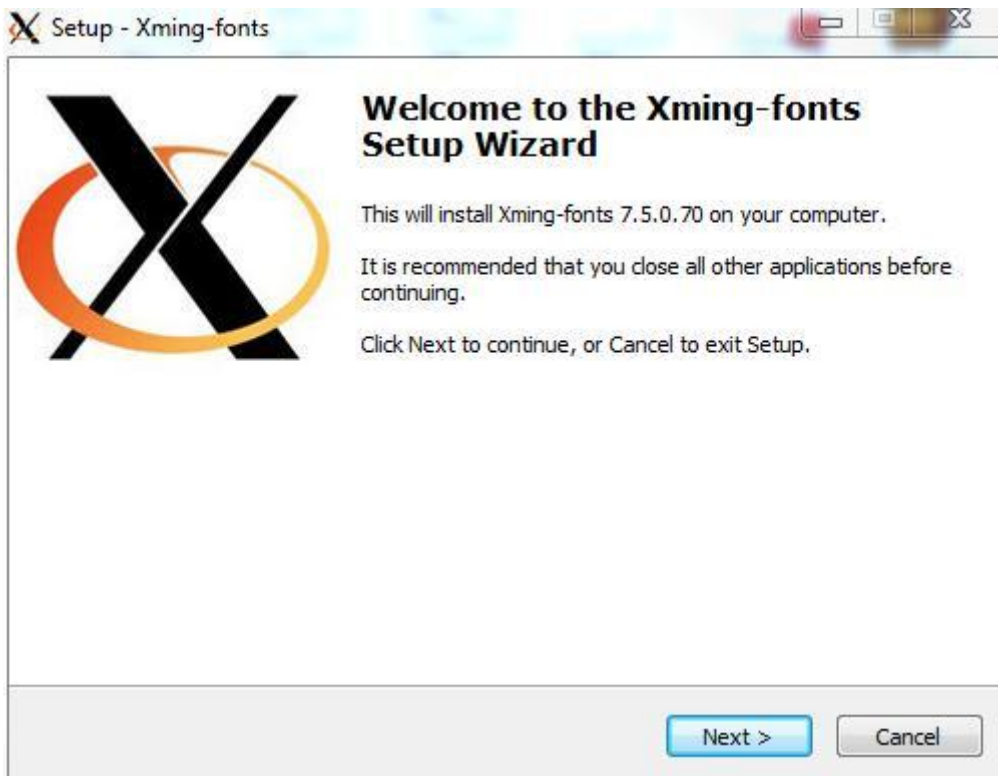 Setup - Xming-fonts
Welcome to the Xming-fonts
Setup Wizard
This will install Xming-fonts 7.5.0.70 on your computer.
It is recommended that you close all other applications before
continuing.
Click Next to continue, or Cancel to exit Setup.
Next >
Cancel